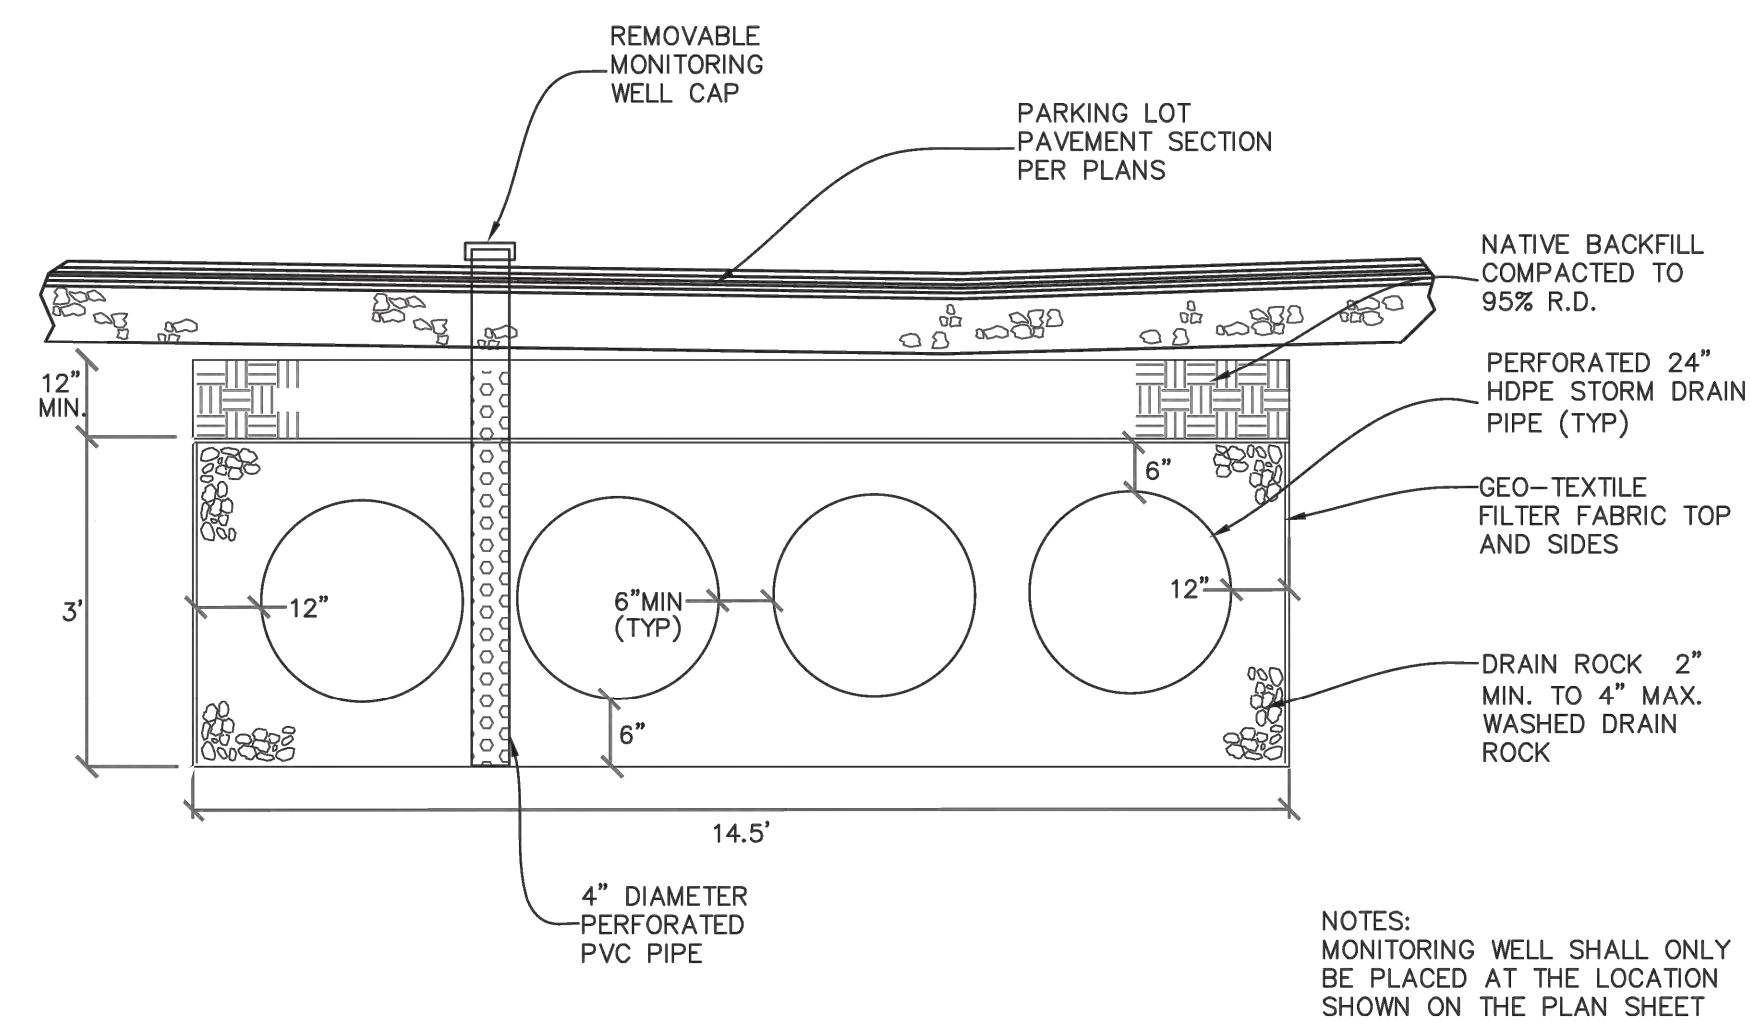 REMOVABLE
MONITORING
WELL CAP
PARKING LOT
PAVEMENT SECTION
PER PLANS
NATIVE BACKFILL
COMPACTED TO
95% R.D.
PERFORATED 24”
HDPE STORM DRAIN
PIPE (TYP)
12”
MIN.
6”
GEO-TEXTILE
FILTER FABRIC TOP
AND SIDES
3'
12”
6”MIN
(TYP)
12”
6”
DRAIN ROCK 2”
MIN. TO 4” MAX.
WASHED DRAIN
ROCK
14.5'
4” DIAMETER
PERFORATED
PVC PIPE
NOTES:
MONITORING WELL SHALL ONLY
BE PLACED AT THE LOCATION
SHOWN ON THE PLAN SHEET